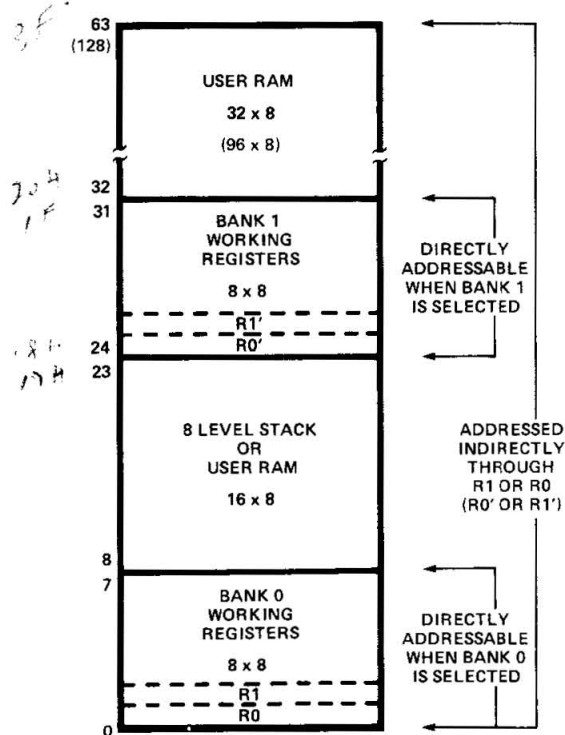 63
(128)
USER RAM
32 x 8
(96 x 8)
32
31
BANK 1
WORKING
REGISTERS
8 x 8
R1'
R0'
24
23
8 LEVEL STACK
OR
USER RAM
16 x 8
8
7
BANK 0
WORKING
REGISTERS
8 x 8
R1
R0
0
DIRECTLY
ADDRESSABLE
WHEN BANK 1
IS SELECTED
ADDRESSED
INDIRECTLY
THROUGH
R1 OR R0
(R0' OR R1')
DIRECTLY
ADDRESSABLE
WHEN BANK 0
IS SELECTED
20H
1F